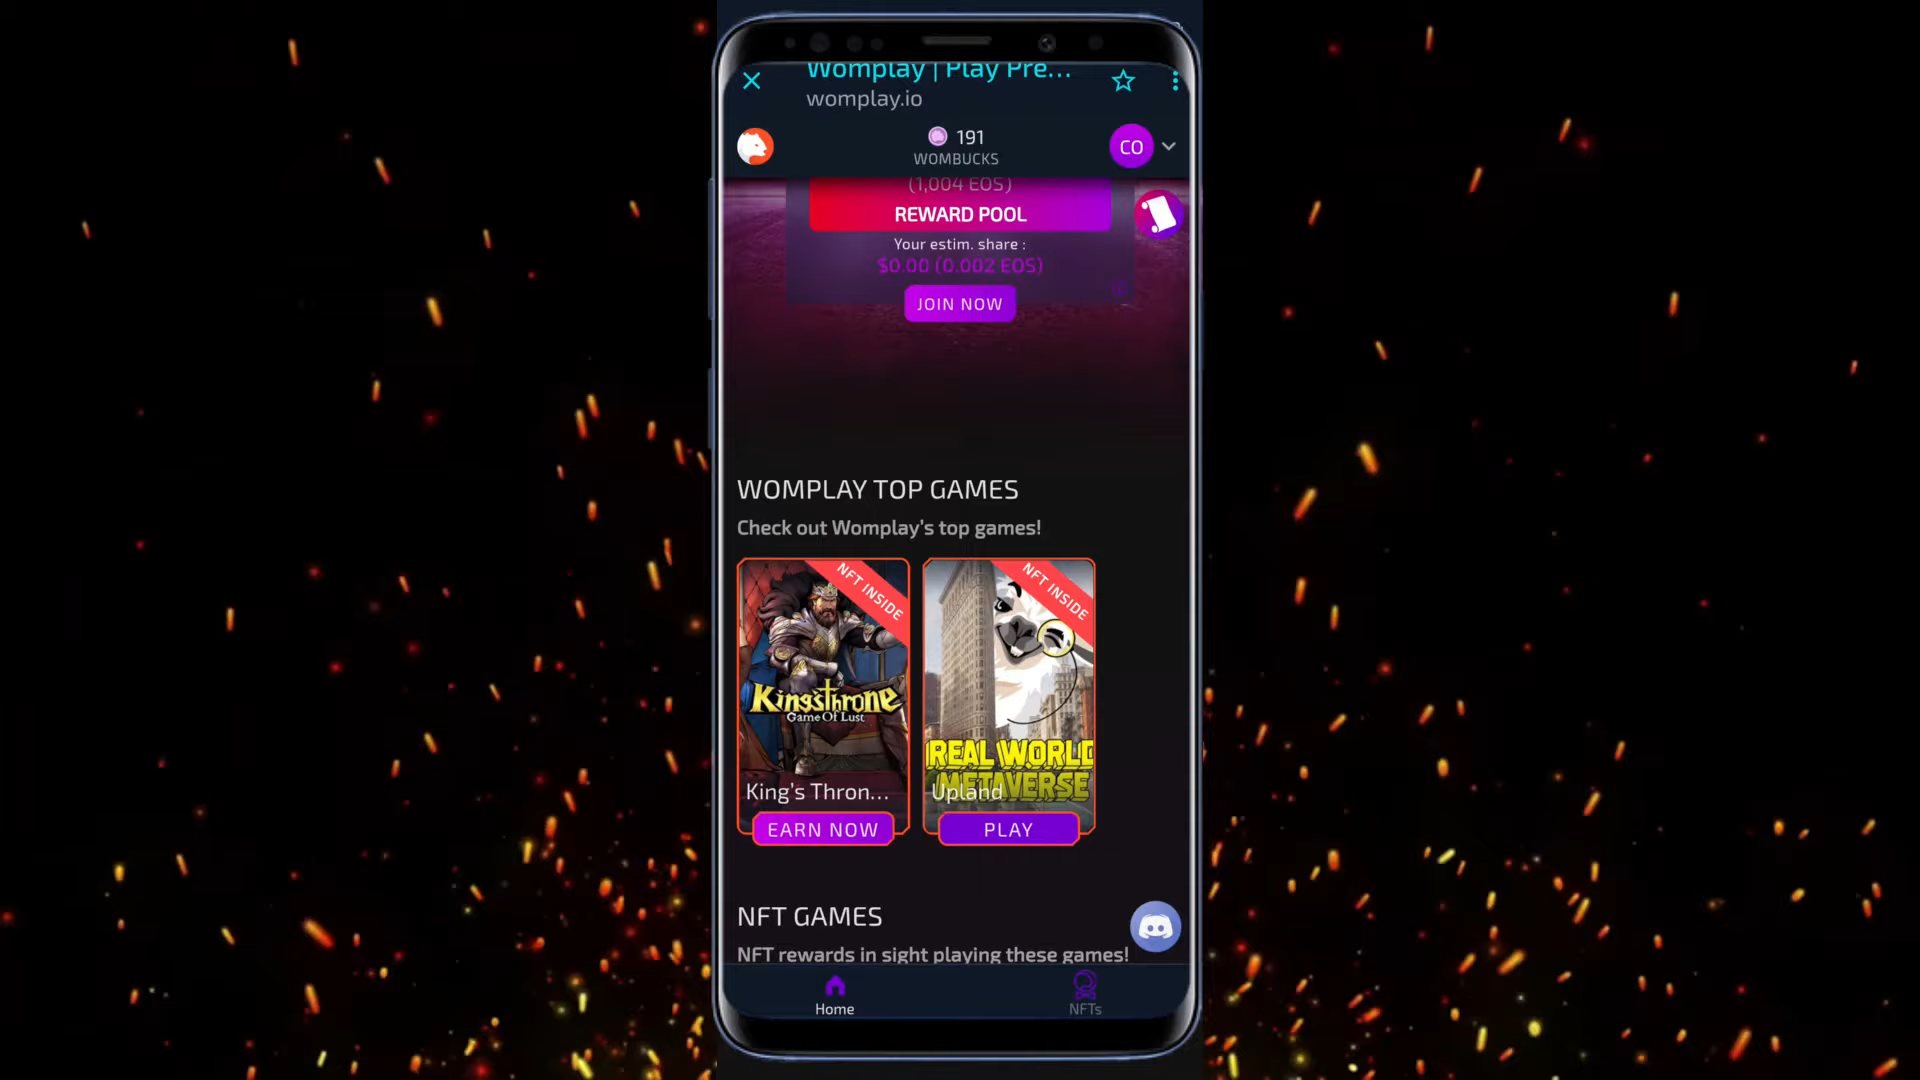 Womplay | Play Pre...
womplay.io
191
WOMBUCKS
CO
(1,004 EOS)
REWARD POOL
Your estim. share :
$0.00 (0.002 EOS)
JOIN NOW
WOMPLAY TOP GAMES
Check out Womplay's top games!
NFT INSIDE
King'sThrone
Game Of Lust
King's Thron...
EARN NOW
NFT INSIDE
REAL WORLD
METAVERSE
Upland
PLAY
NFT GAMES
NFT rewards in sight playing these games!
Home
NFTs